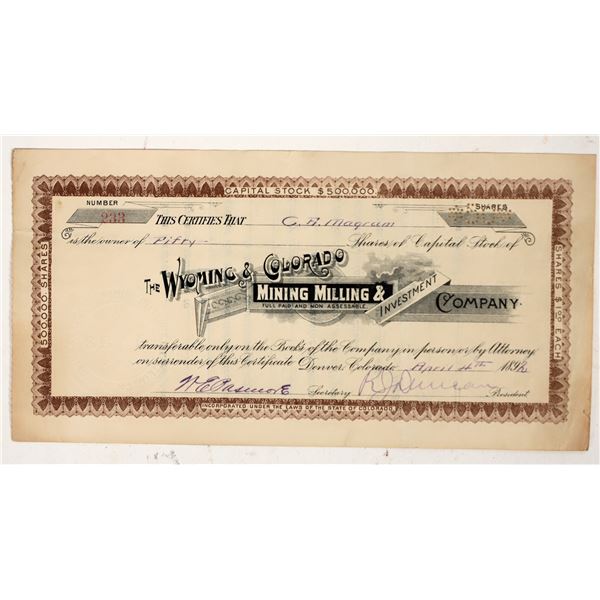 CAPITAL STOCK $500,000.
NUMBER
SHARES
233
THIS CERTIFIES THAT C. B. Magrum
is the owner of Fifty - Shares of Capital Stock of
THE WYOMING & COLORADO
MINING MILLING & INVESTMENT COMPANY.
FULL PAID AND NON ASSESSABLE.
transferable only on the Books of the Company in person or by Attorney
on surrender of this Certificate Denver, Colorado, April 4th 1892
Secretary President
INCORPORATED UNDER THE LAWS OF THE STATE OF COLORADO
500,000. SHARES
SHARES $1.00 EACH